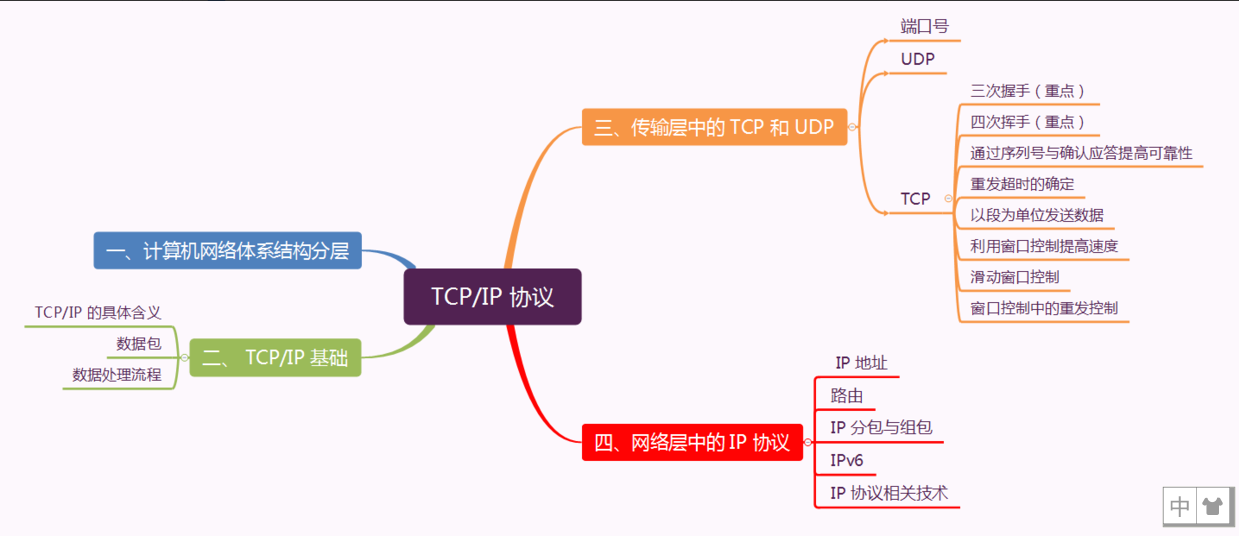 TCP/IP 协议
一、计算机网络体系结构分层
二、 TCP/IP 基础
TCP/IP 的具体含义
数据包
数据处理流程
三、传输层中的 TCP 和 UDP
端口号
UDP
TCP
三次握手（重点）
四次挥手（重点）
通过序列号与确认应答提高可靠性
重发超时的确定
以段为单位发送数据
利用窗口控制提高速度
滑动窗口控制
窗口控制中的重发控制
四、网络层中的 IP 协议
IP 地址
路由
IP 分包与组包
IPv6
IP 协议相关技术
中